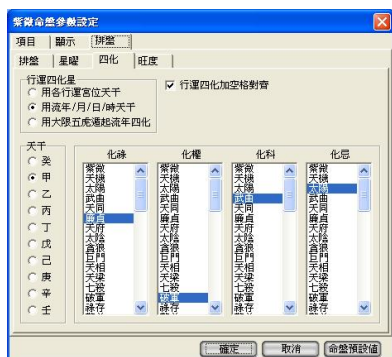 紫微命盤參數設定
項目 顯示 排盤
排盤 星曜 四化 旺度
行運四化星
用各行運宮位天干
用流年/月/日/時天干
用大限五虎遁起流年四化
行運四化加空格對齊
天干
癸
甲
乙
丙
丁
戊
己
庚
辛
壬
化祿 化權 化科 化忌
紫微 紫微 紫微 紫微
天機 天機 天機 天機
太陽 太陽 太陽 太陽
武曲 武曲 武曲 武曲
天同 天同 天同 天同
廉貞 廉貞 廉貞 廉貞
天府 天府 天府 天府
太陰 太陰 太陰 太陰
貪狼 貪狼 貪狼 貪狼
巨門 巨門 巨門 巨門
天相 天相 天相 天相
天梁 天梁 天梁 天梁
七殺 七殺 七殺 七殺
破軍 破軍 破軍 破軍
祿存 祿存 祿存 祿存
確定 取消 命盤預設值